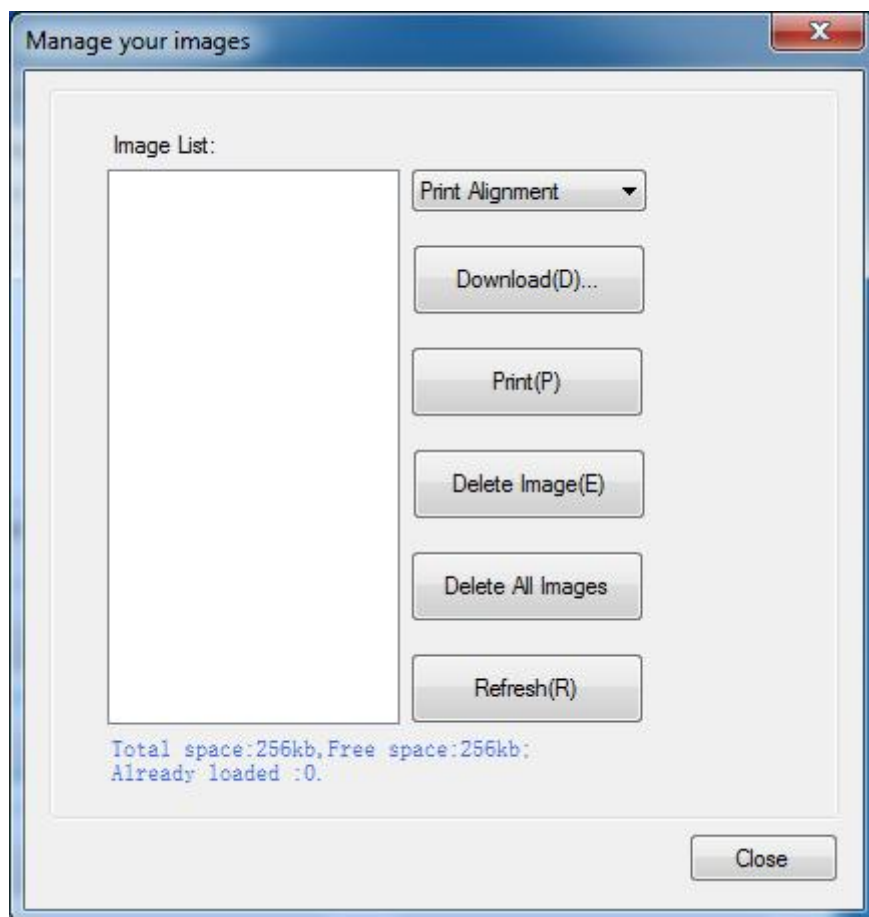 Manage your images
Image List:
Print Alignment
Download(D)...
Print(P)
Delete Image(E)
Delete All Images
Refresh(R)
Total space:256kb,Free space:256kb;
Already loaded :0.
Close